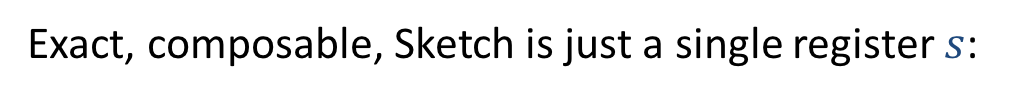 Exact, composable, Sketch is just a single register s: